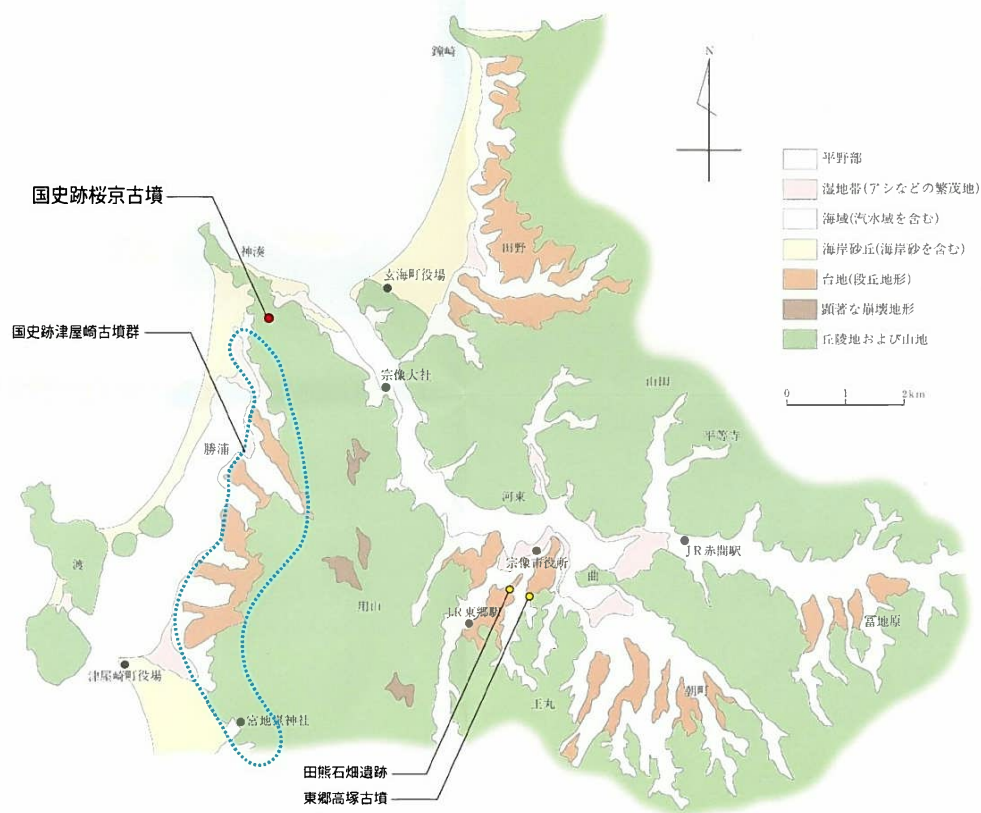 鐘崎
N
平野部
湿地帯(アシなどの繁茂地)
海域(汽水域を含む)
海岸砂丘(海岸砂を含む)
台地(段丘地形)
顕著な崩壊地形
丘陵地および山地
0 1 2km
国史跡桜京古墳
神湊
田野
玄海町役場
国史跡津屋崎古墳群
宗像大社
山田
勝浦
平等寺
河東
JR赤間駅
宗像市役所
渡
曲
用山
JR東郷駅
冨地原
津屋崎町役場
朝町
王丸
宮地嶽神社
田熊石畑遺跡
東郷高塚古墳